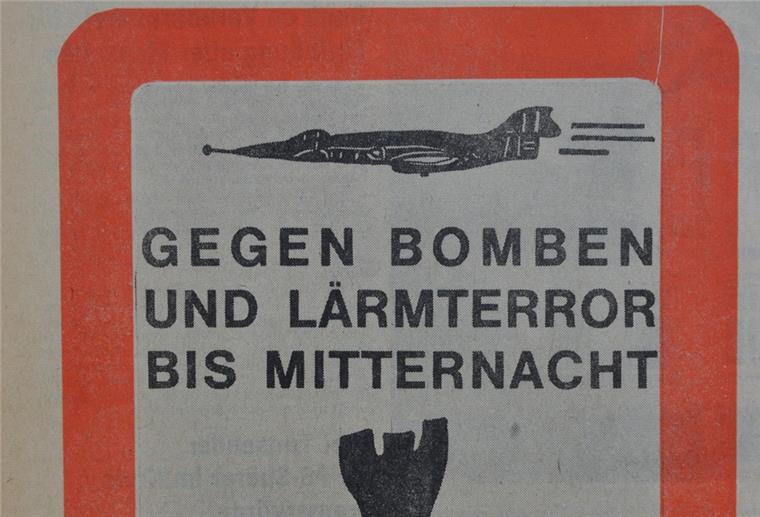 GEGEN BOMBEN
UND LÄRMTERROR
BIS MITTERNACHT